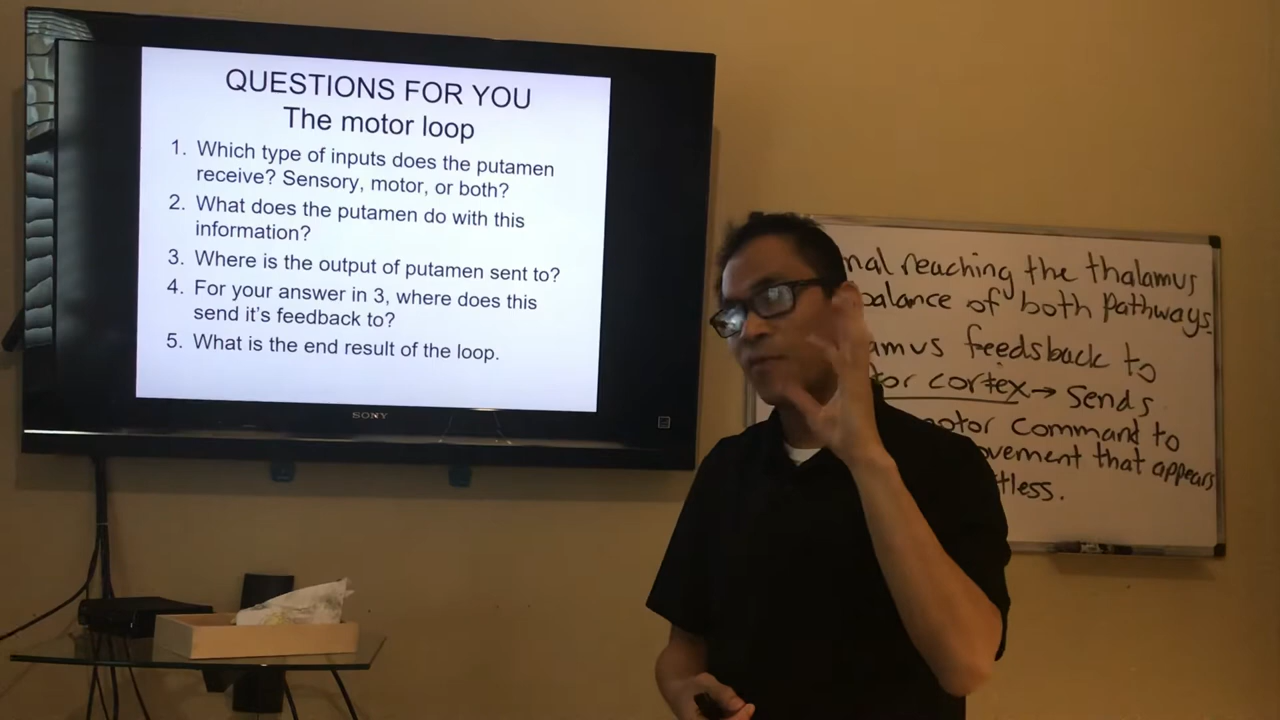 QUESTIONS FOR YOU
The motor loop
1. Which type of inputs does the putamen
receive? Sensory, motor, or both?
2. What does the putamen do with this
information?
3. Where is the output of putamen sent to?
4. For your answer in 3, where does this
send it's feedback to?
5. What is the end result of the loop.
SONY
reaching the thalamus
balance of both Pathways.
feedsback to
cortex→ Sends
motor command to
that appears